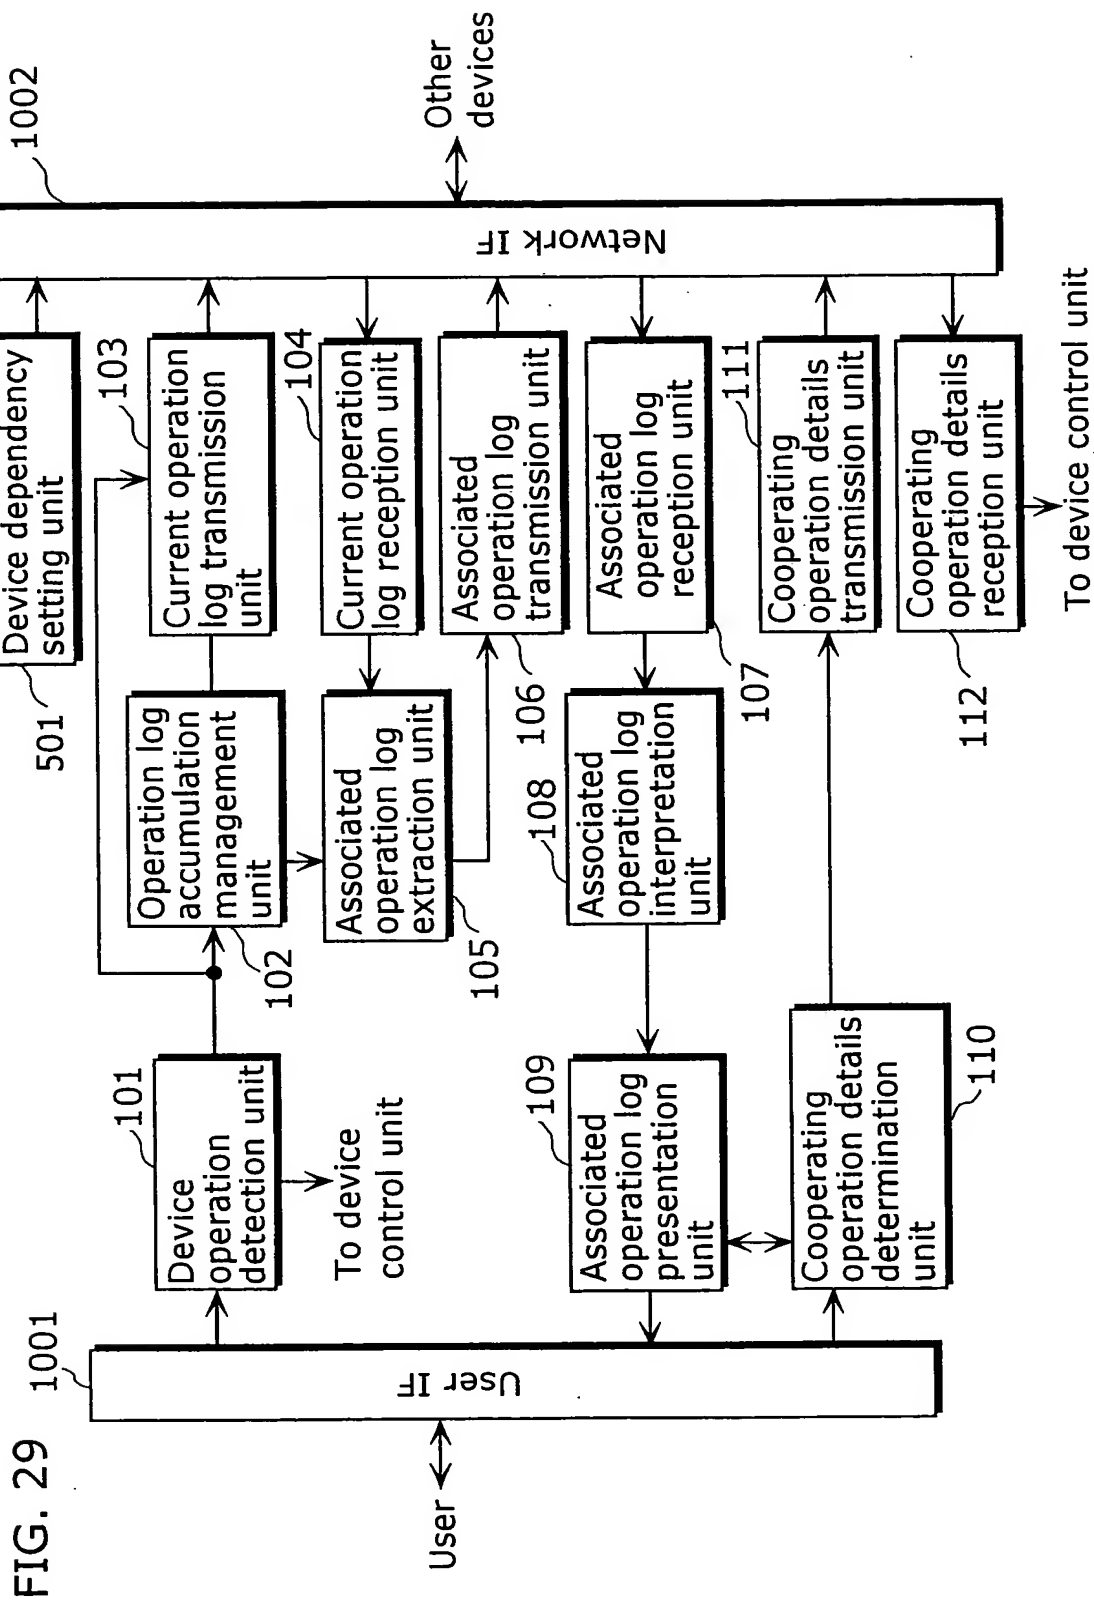 FIG. 29
User
1001
User IF
101
Device
operation
detection unit
To device
control unit
102
Operation log
accumulation
management
unit
501
Device dependency
setting unit
103
Current operation
log transmission
unit
104
Current operation
log reception unit
105
Associated
operation log
extraction unit
106
Associated
operation log
transmission unit
107
Associated
operation log
reception unit
108
Associated
operation log
interpretation
unit
109
Associated
operation log
presentation
unit
110
Cooperating
operation details
determination
unit
111
Cooperating
operation details
transmission unit
112
Cooperating
operation details
reception unit
To device control unit
1002
Network IF
Other
devices